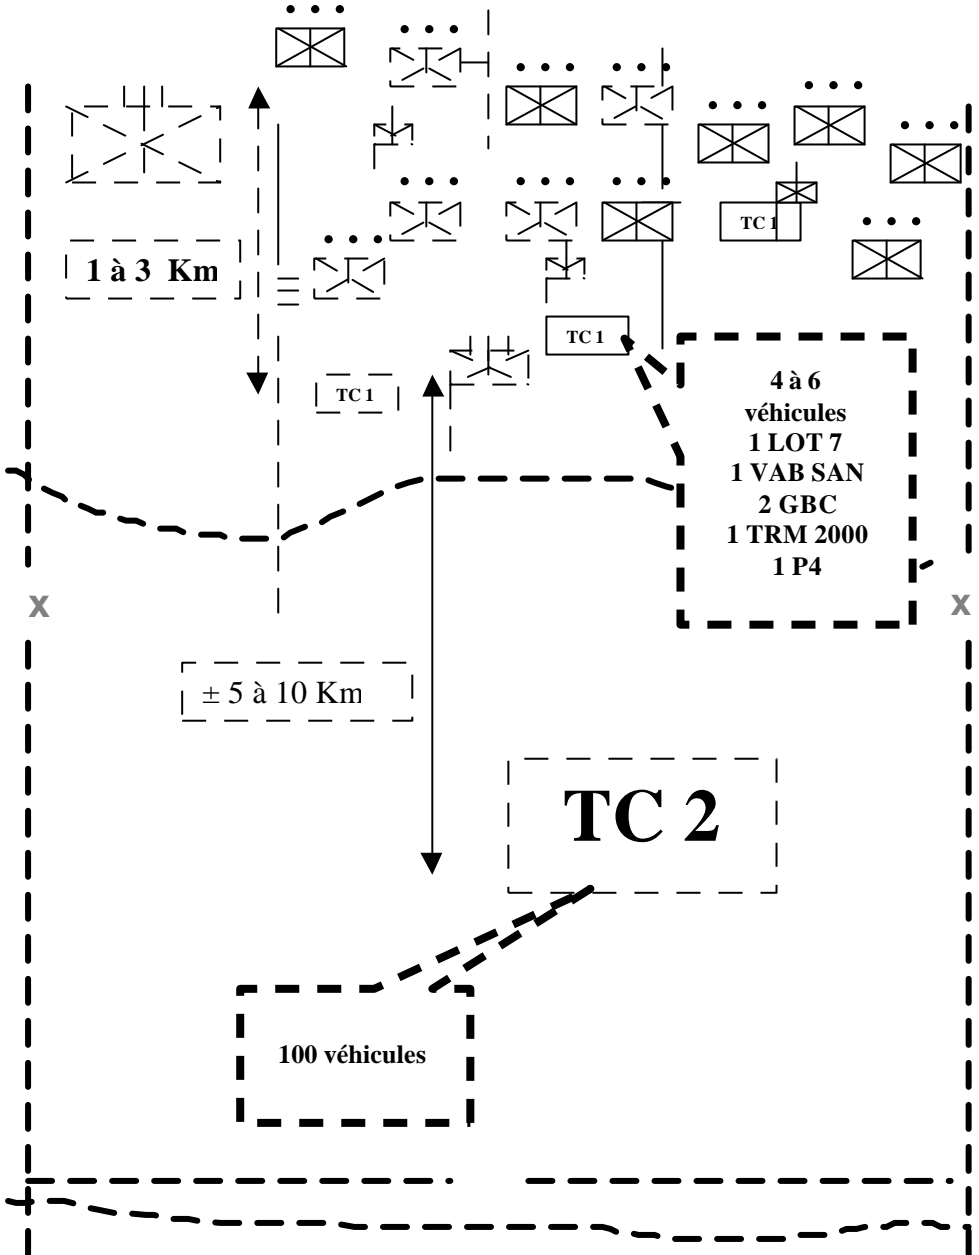 TC 1
1 à 3 Km
TC 1
TC 1
4 à 6
véhicules
1 LOT 7
1 VAB SAN
2 GBC
1 TRM 2000
1 P4
X
X
± 5 à 10 Km
TC 2
100 véhicules